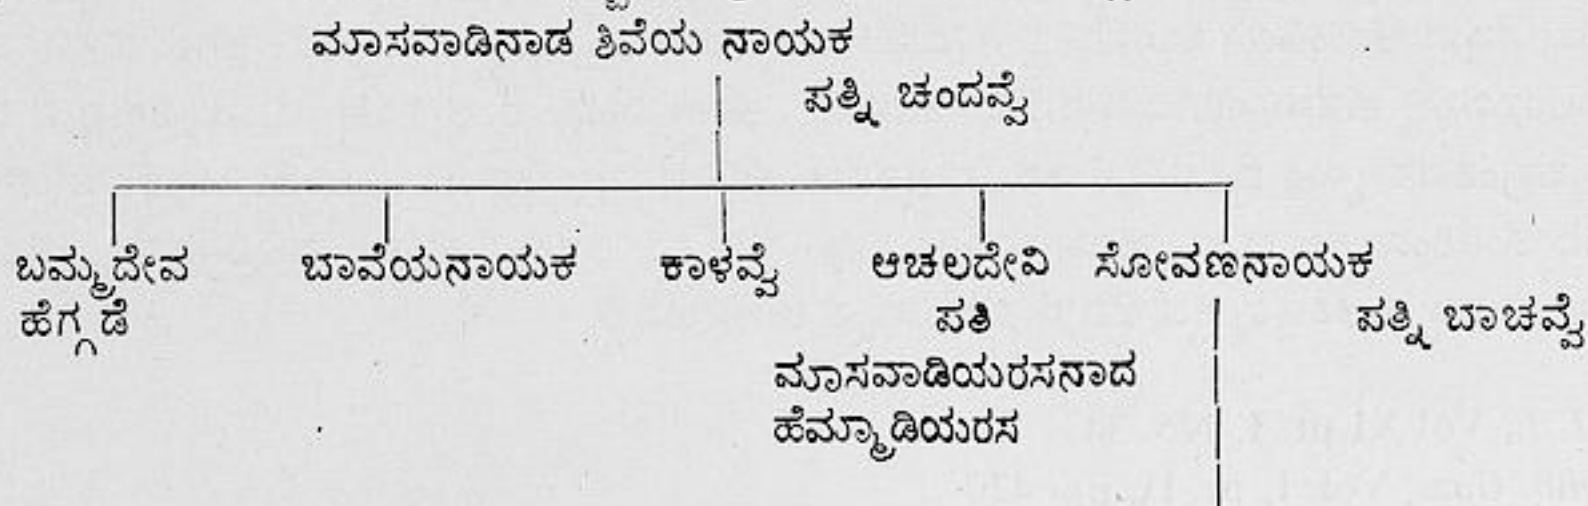 ಮಾಸವಾಡಿನಾಡ ಶಿವೆಯ ನಾಯಕ
ಪತ್ನಿ ಚಂದವ್ವೆ
ಬಮ್ಮದೇವ ಬಾವೆಯನಾಯಕ ಕಾಳವ್ವೆ ಆಚಲದೇವಿ ಸೋವಣನಾಯಕ
ಹೆಗ್ಗಡೆ ಪತಿ ಪತ್ನಿ ಬಾಚವ್ವೆ
ಮಾಸವಾಡಿಯರಸನಾದ
ಹೆಮ್ಮಾಡಿಯರಸ